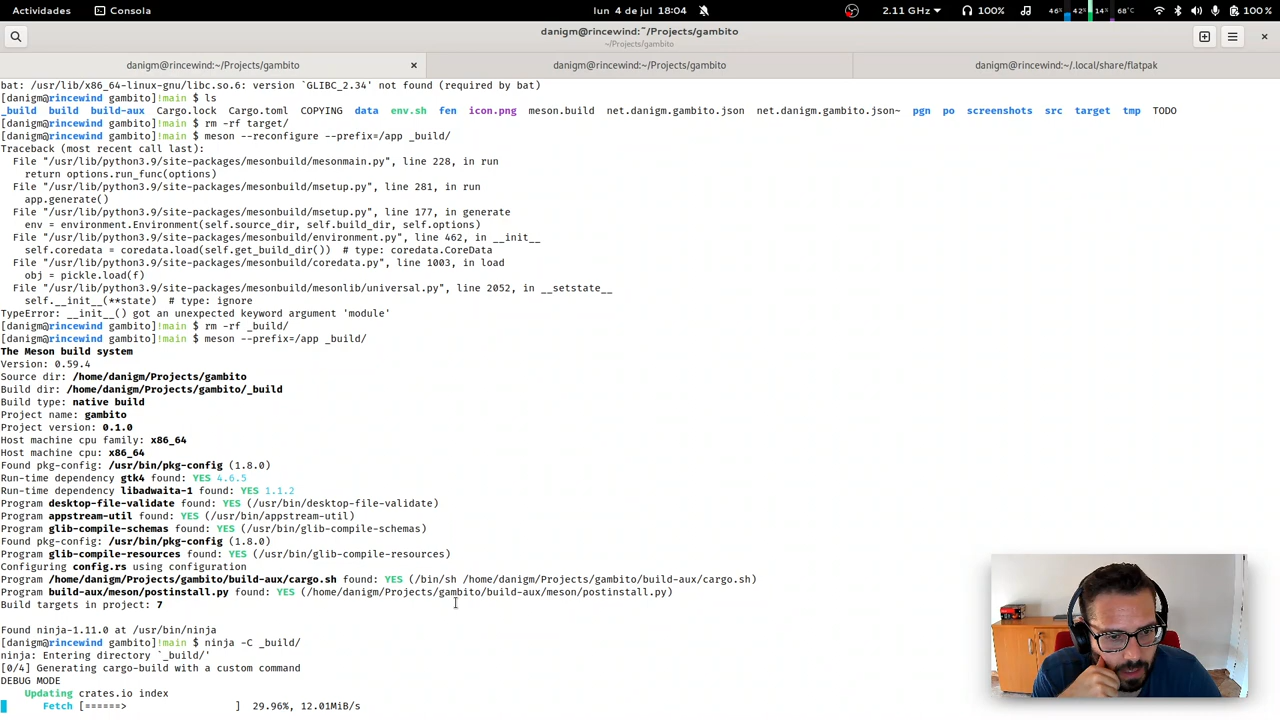 Actividades Consola lun 4 de jul 18:04 2.11 GHz 100% 46% 42% 14% 68°C 100 %
danigm@rincewind:~/Projects/gambito
~/Projects/gambito
danigm@rincewind:~/Projects/gambito × danigm@rincewind:~/Projects/gambito danigm@rincewind:~/.local/share/flatpak
bat: /usr/lib/x86_64-linux-gnu/libc.so.6: version `GLIBC_2.34' not found (required by bat)
[danigm@rincewind gambito]!main $ ls
_build build build-aux Cargo.lock Cargo.toml COPYING data env.sh fen icon.png meson.build net.danigm.gambito.json net.danigm.gambito.json~ pgn po screenshots src target tmp TODO
[danigm@rincewind gambito]!main $ rm -rf target/
[danigm@rincewind gambito]!main $ meson --reconfigure --prefix=/app _build/
Traceback (most recent call last):
File "/usr/lib/python3.9/site-packages/mesonbuild/mesonmain.py", line 228, in run
return options.run_func(options)
File "/usr/lib/python3.9/site-packages/mesonbuild/msetup.py", line 281, in run
app.generate()
File "/usr/lib/python3.9/site-packages/mesonbuild/msetup.py", line 177, in generate
env = environment.Environment(self.source_dir, self.build_dir, self.options)
File "/usr/lib/python3.9/site-packages/mesonbuild/environment.py", line 462, in __init__
self.coredata = coredata.load(self.get_build_dir()) # type: coredata.CoreData
File "/usr/lib/python3.9/site-packages/mesonbuild/coredata.py", line 1003, in load
obj = pickle.load(f)
File "/usr/lib/python3.9/site-packages/mesonbuild/mesonlib/universal.py", line 2052, in __setstate__
self.__init__(**state) # type: ignore
TypeError: __init__() got an unexpected keyword argument 'module'
[danigm@rincewind gambito]!main $ rm -rf _build/
[danigm@rincewind gambito]!main $ meson --prefix=/app _build/
The Meson build system
Version: 0.59.4
Source dir: /home/danigm/Projects/gambito
Build dir: /home/danigm/Projects/gambito/_build
Build type: native build
Project name: gambito
Project version: 0.1.0
Host machine cpu family: x86_64
Host machine cpu: x86_64
Found pkg-config: /usr/bin/pkg-config (1.8.0)
Run-time dependency gtk4 found: YES 4.6.5
Run-time dependency libadwaita-1 found: YES 1.1.2
Program desktop-file-validate found: YES (/usr/bin/desktop-file-validate)
Program appstream-util found: YES (/usr/bin/appstream-util)
Program glib-compile-schemas found: YES (/usr/bin/glib-compile-schemas)
Found pkg-config: /usr/bin/pkg-config (1.8.0)
Program glib-compile-resources found: YES (/usr/bin/glib-compile-resources)
Configuring config.rs using configuration
Program /home/danigm/Projects/gambito/build-aux/cargo.sh found: YES (/bin/sh /home/danigm/Projects/gambito/build-aux/cargo.sh)
Program build-aux/meson/postinstall.py found: YES (/home/danigm/Projects/gambito/build-aux/meson/postinstall.py)
Build targets in project: 7
Found ninja-1.11.0 at /usr/bin/ninja
[danigm@rincewind gambito]!main $ ninja -C _build/
ninja: Entering directory `_build/'
[0/4] Generating cargo-build with a custom command
DEBUG MODE
Updating crates.io index
Fetch [======> ] 29.96%, 12.01MiB/s